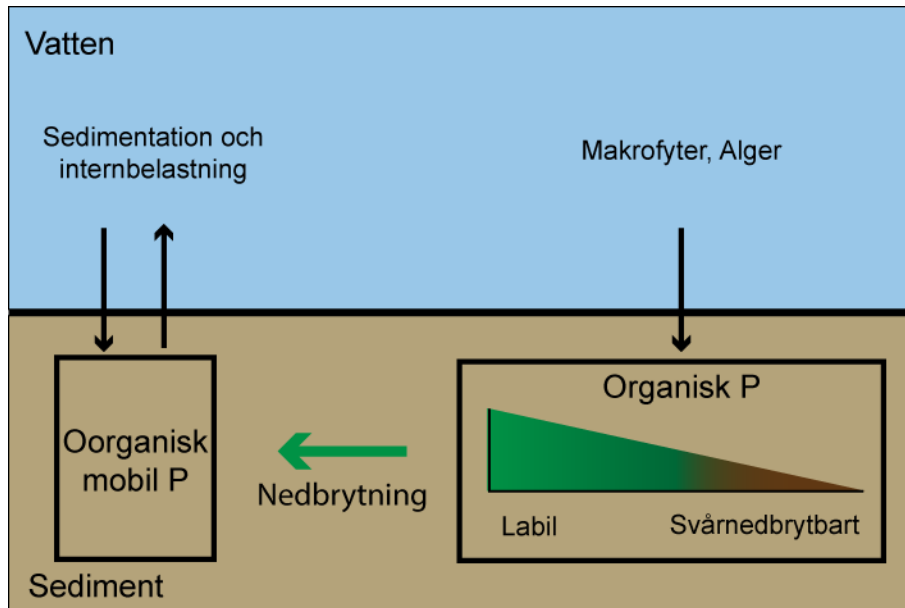 Vatten
Sedimentation och
internbelastning
Makrofyter, Alger
Organisk P
Oorganisk
mobil P
Nedbrytning
Labil
Svårnedbrytbart
Sediment